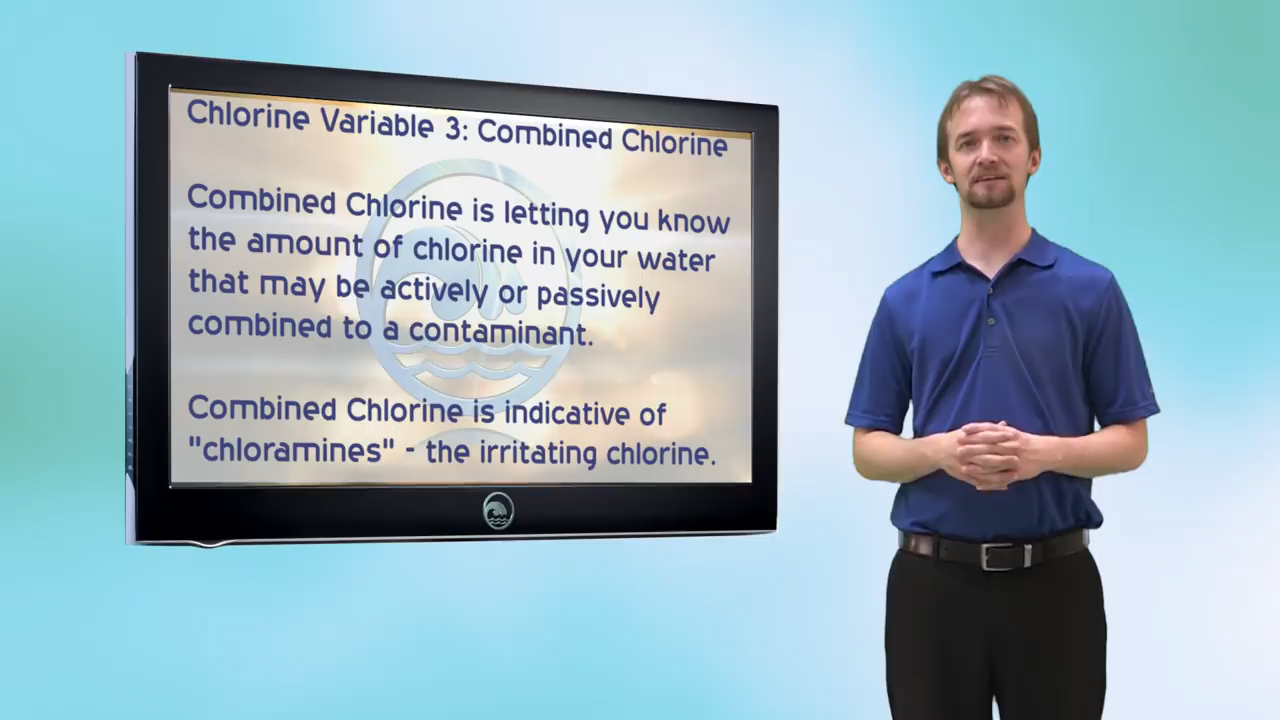 Chlorine Variable 3: Combined Chlorine
Combined Chlorine is letting you know
the amount of chlorine in your water
that may be actively or passively
combined to a contaminant.
Combined Chlorine is indicative of
"chloramines" - the irritating chlorine.